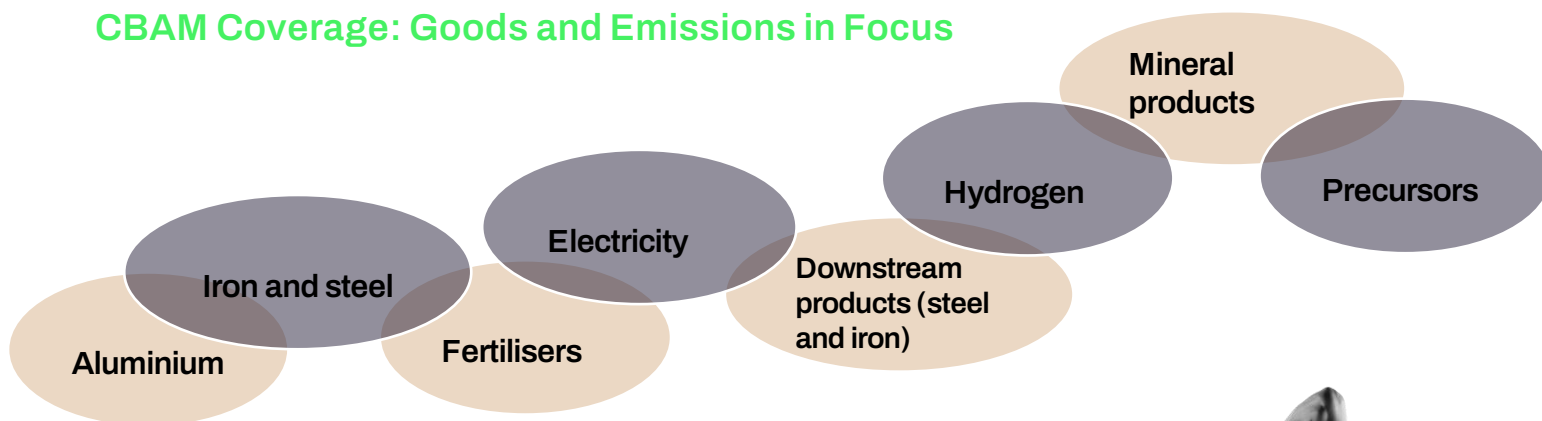 CBAM Coverage: Goods and Emissions in Focus
Aluminium
Iron and steel
Fertilisers
Electricity
Downstream
products (steel
and iron)
Hydrogen
Mineral
products
Precursors